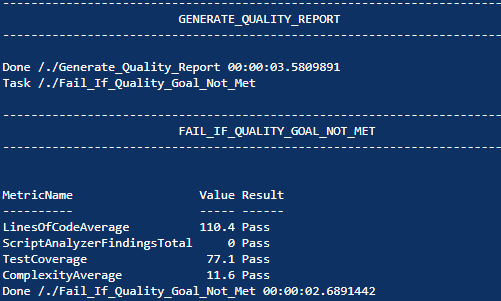 --------------------------------------------------------------------
GENERATE_QUALITY_REPORT
--------------------------------------------------------------------
Done /./Generate_Quality_Report 00:00:03.5809891
Task /./Fail_If_Quality_Goal_Not_Met
--------------------------------------------------------------------
FAIL_IF_QUALITY_GOAL_NOT_MET
--------------------------------------------------------------------
MetricName                 Value Result
----------                 ----- ------
LinesOfCodeAverage         110.4 Pass
ScriptAnalyzerFindingsTotal    0 Pass
TestCoverage                77.1 Pass
ComplexityAverage           11.6 Pass
Done /./Fail_If_Quality_Goal_Not_Met 00:00:02.6891442